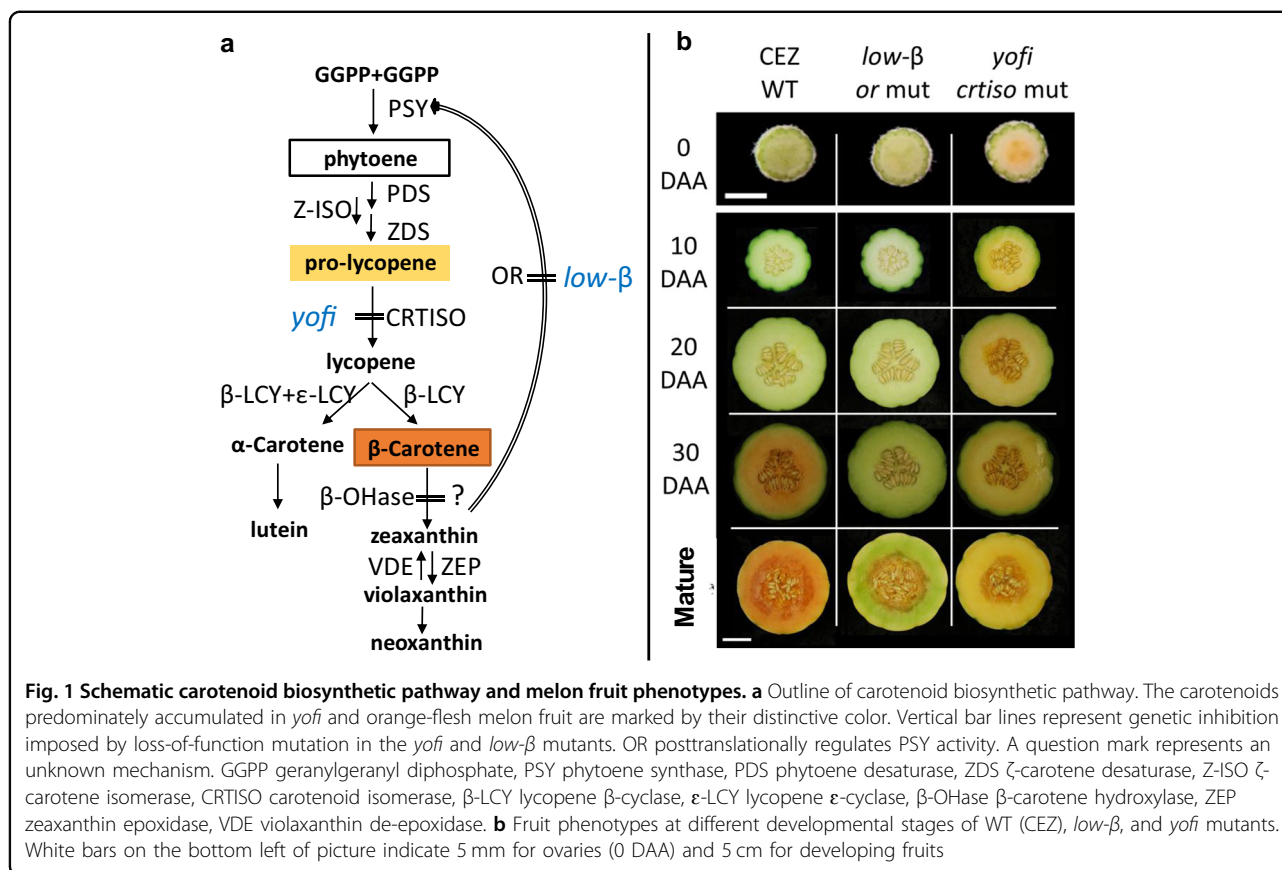 a
GGPP+GGPP
PSY
phytoene
PDS
Z-ISO
ZDS
pro-lycopene
OR
low-β
yofi
CRTISO
lycopene
β-LCY+ε-LCY
β-LCY
α-Carotene
β-Carotene
β-OHase
?
lutein
zeaxanthin
VDE
ZEP
violaxanthin
neoxanthin
b
CEZ
WT
low-β
or mut
yofi
crtiso mut
0
DAA
10
DAA
20
DAA
30
DAA
Mature
Fig. 1 Schematic carotenoid biosynthetic pathway and melon fruit phenotypes. a Outline of carotenoid biosynthetic pathway. The carotenoids
predominately accumulated in yofi and orange-flesh melon fruit are marked by their distinctive color. Vertical bar lines represent genetic inhibition
imposed by loss-of-function mutation in the yofi and low-β mutants. OR posttranslationally regulates PSY activity. A question mark represents an
unknown mechanism. GGPP geranylgeranyl diphosphate, PSY phytoene synthase, PDS phytoene desaturase, ZDS ζ-carotene desaturase, Z-ISO ζ-
carotene isomerase, CRTISO carotenoid isomerase, β-LCY lycopene β-cyclase, ε-LCY lycopene ε-cyclase, β-OHase β-carotene hydroxylase, ZEP
zeaxanthin epoxidase, VDE violaxanthin de-epoxidase. b Fruit phenotypes at different developmental stages of WT (CEZ), low-β, and yofi mutants.
White bars on the bottom left of picture indicate 5 mm for ovaries (0 DAA) and 5 cm for developing fruits